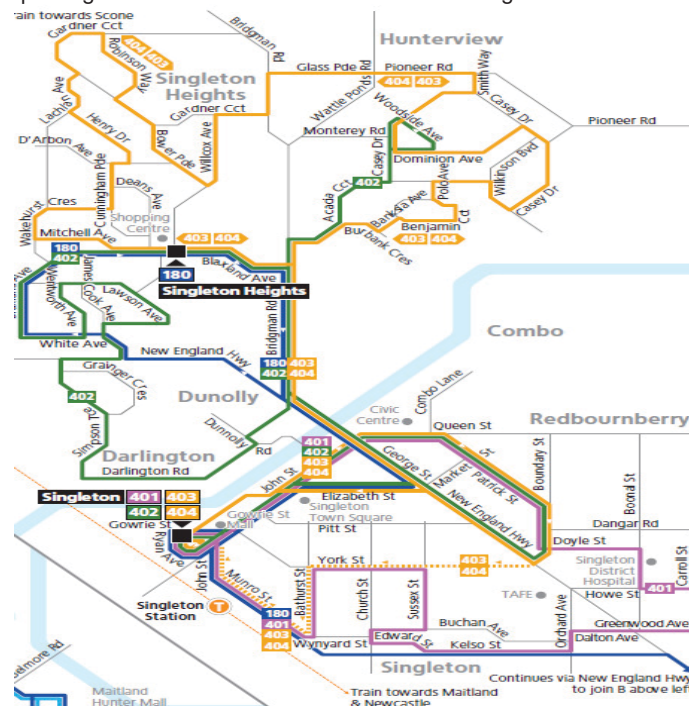 rain towards Scone
Gardner Cct
Robinson Way
404 403
Bridgman Rd
Hunterview
Singleton
Heights
Glass Pde
Pioneer Rd
404 403
Smith Way
Wattle Ponds Rd
Lachlan Ave
Gardner Cct
Henry Dr
Bower Pde
Willcox Ave
Woodside Ave
Casey Dr
Pioneer Rd
D'Arbon Ave
Monterey Rd
Casey Dr
Dominion Ave
Wilkinson Blvd
Casey Dr
Cunningham Pde
Deans Ave
Acacia Cct
402
Polo Ave
Banksia Ave
Wakehurst Cres
Mitchell Ave
Shopping
Centre
403 404
Benjamin Cct
Burbank Cres
403 404
180
402
180
Blaxland Ave
Singleton Heights
James Cook Ave
Wentworth Ave
Lawson Ave
White Ave
New England Hwy
Bridgman Rd
Combo
Grainger Cres
402
180 403
402 404
Dunolly
Combo Lane
Simpson Tce
Dunnolly Rd
Civic
Centre
Queen St
Redbournberry
Darlington
Darlington Rd
401
402
403
404
John St
George St
Market St
Patrick St
Boundary St
Boonal St
Singleton 401 403
402 404
Elizabeth St
New England Hwy
Gowrie St
Gowrie St
Mall
Singleton
Town Square
Pitt St
Dangar Rd
Doyle St
Ryan Ave
John St
York St
403
404
Singleton
District
Hospital
Carroll St
Munro St
Bathurst St
Church St
Sussex St
TAFE
Howe St
401
Singleton
Station
T
180
401
403
404
Buchan Ave
Orchard Ave
Greenwood Ave
Wynyard St
Edward St
Kelso St
Dalton Ave
Singleton
elmore Rd
Continues via New England Hwy
to join B above left
Maitland
Hunter Mall
Train towards Maitland
& Newcastle